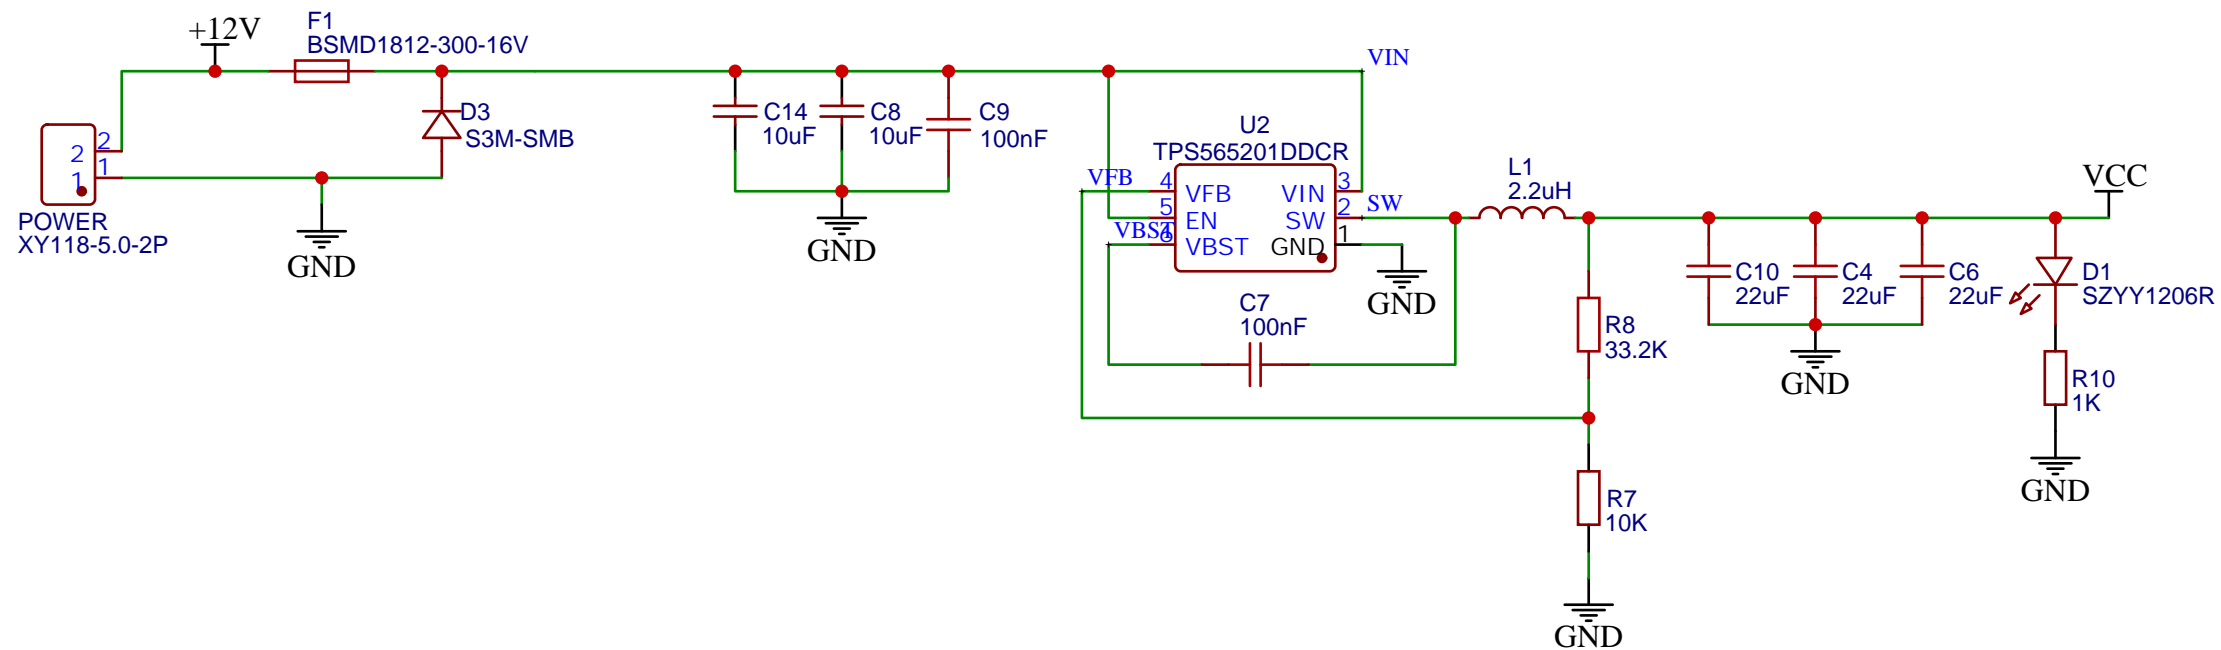 +12V
F1
BSMD1812-300-16V
VIN
D3
S3M-SMB
C14
10uF
C8
10uF
C9
100nF
2
1
2
1
POWER
XY118-5.0-2P
GND
GND
U2
TPS565201DDCR
VFB
4
VFB
VIN
3
5
EN
SW
2
SW
VBST
6
VBST
GND
1
GND
L1
2.2uH
C7
100nF
R8
33.2K
R7
10K
GND
VCC
C10
22uF
C4
22uF
C6
22uF
D1
SZYY1206R
GND
R10
1K
GND